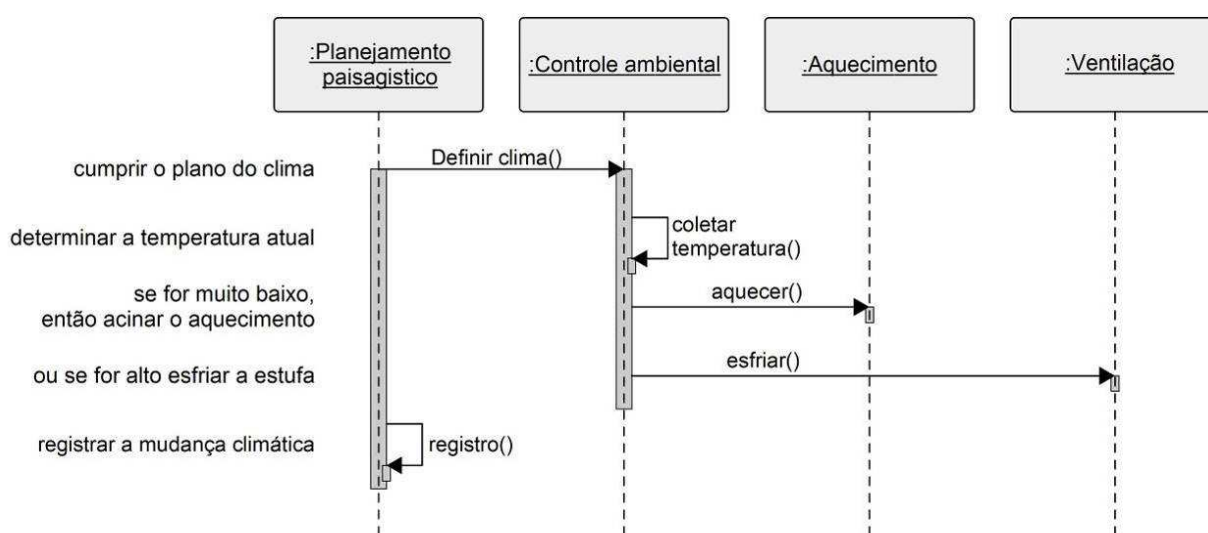 :Planejamento
paisagistico
:Controle ambiental
:Aquecimento
:Ventilação
cumprir o plano do clima
Definir clima()
determinar a temperatura atual
coletar
temperatura()
se for muito baixo,
então acinar o aquecimento
aquecer()
ou se for alto esfriar a estufa
esfriar()
registrar a mudança climática
registro()